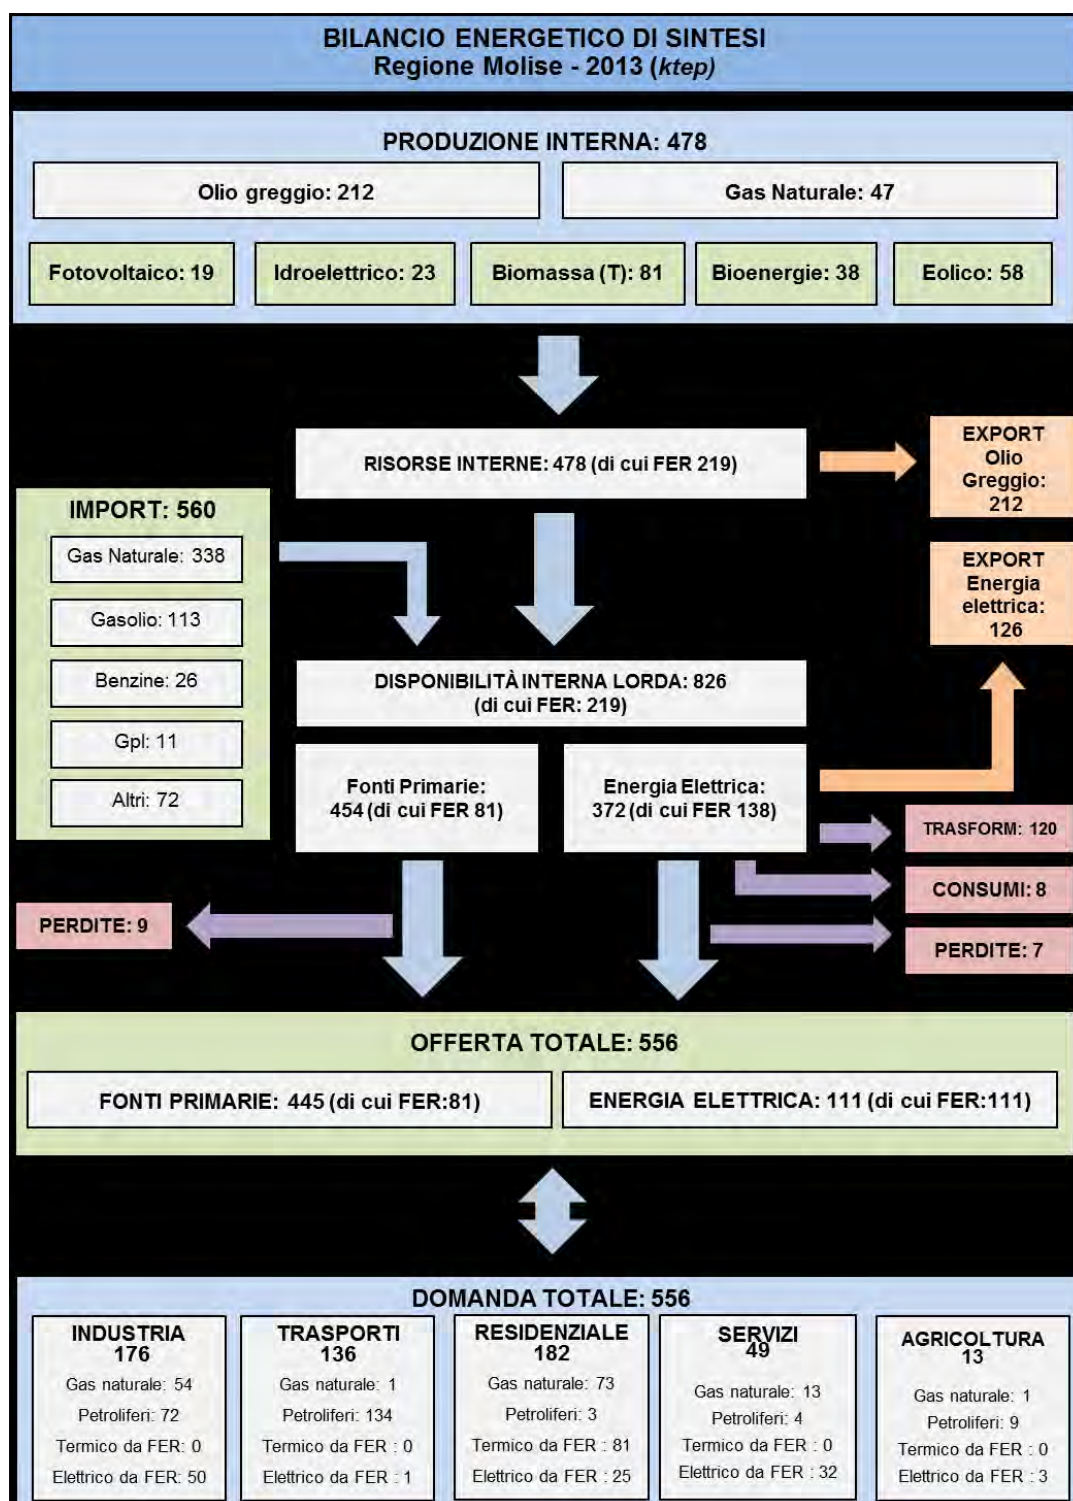 BILANCIO ENERGETICO DI SINTESI
Regione Molise - 2013 (ktep)
PRODUZIONE INTERNA: 478
Olio greggio: 212
Gas Naturale: 47
Fotovoltaico: 19
Idroelettrico: 23
Biomassa (T): 81
Bioenergie: 38
Eolico: 58
RISORSE INTERNE: 478 (di cui FER 219)
EXPORT
Olio
Greggio:
212
IMPORT: 560
Gas Naturale: 338
Gasolio: 113
Benzine: 26
Gpl: 11
Altri: 72
EXPORT
Energia
elettrica:
126
DISPONIBILITÀ INTERNA LORDA: 826
(di cui FER: 219)
Fonti Primarie:
454 (di cui FER 81)
Energia Elettrica:
372 (di cui FER 138)
TRASFORM: 120
CONSUMI: 8
PERDITE: 7
PERDITE: 9
OFFERTA TOTALE: 556
FONTI PRIMARIE: 445 (di cui FER:81)
ENERGIA ELETTRICA: 111 (di cui FER:111)
DOMANDA TOTALE: 556
INDUSTRIA
176
Gas naturale: 54
Petroliferi: 72
Termico da FER: 0
Elettrico da FER: 50
TRASPORTI
136
Gas naturale: 1
Petroliferi: 134
Termico da FER : 0
Elettrico da FER : 1
RESIDENZIALE
182
Gas naturale: 73
Petroliferi: 3
Termico da FER : 81
Elettrico da FER : 25
SERVIZI
49
Gas naturale: 13
Petroliferi: 4
Termico da FER : 0
Elettrico da FER : 32
AGRICOLTURA
13
Gas naturale: 1
Petroliferi: 9
Termico da FER : 0
Elettrico da FER : 3